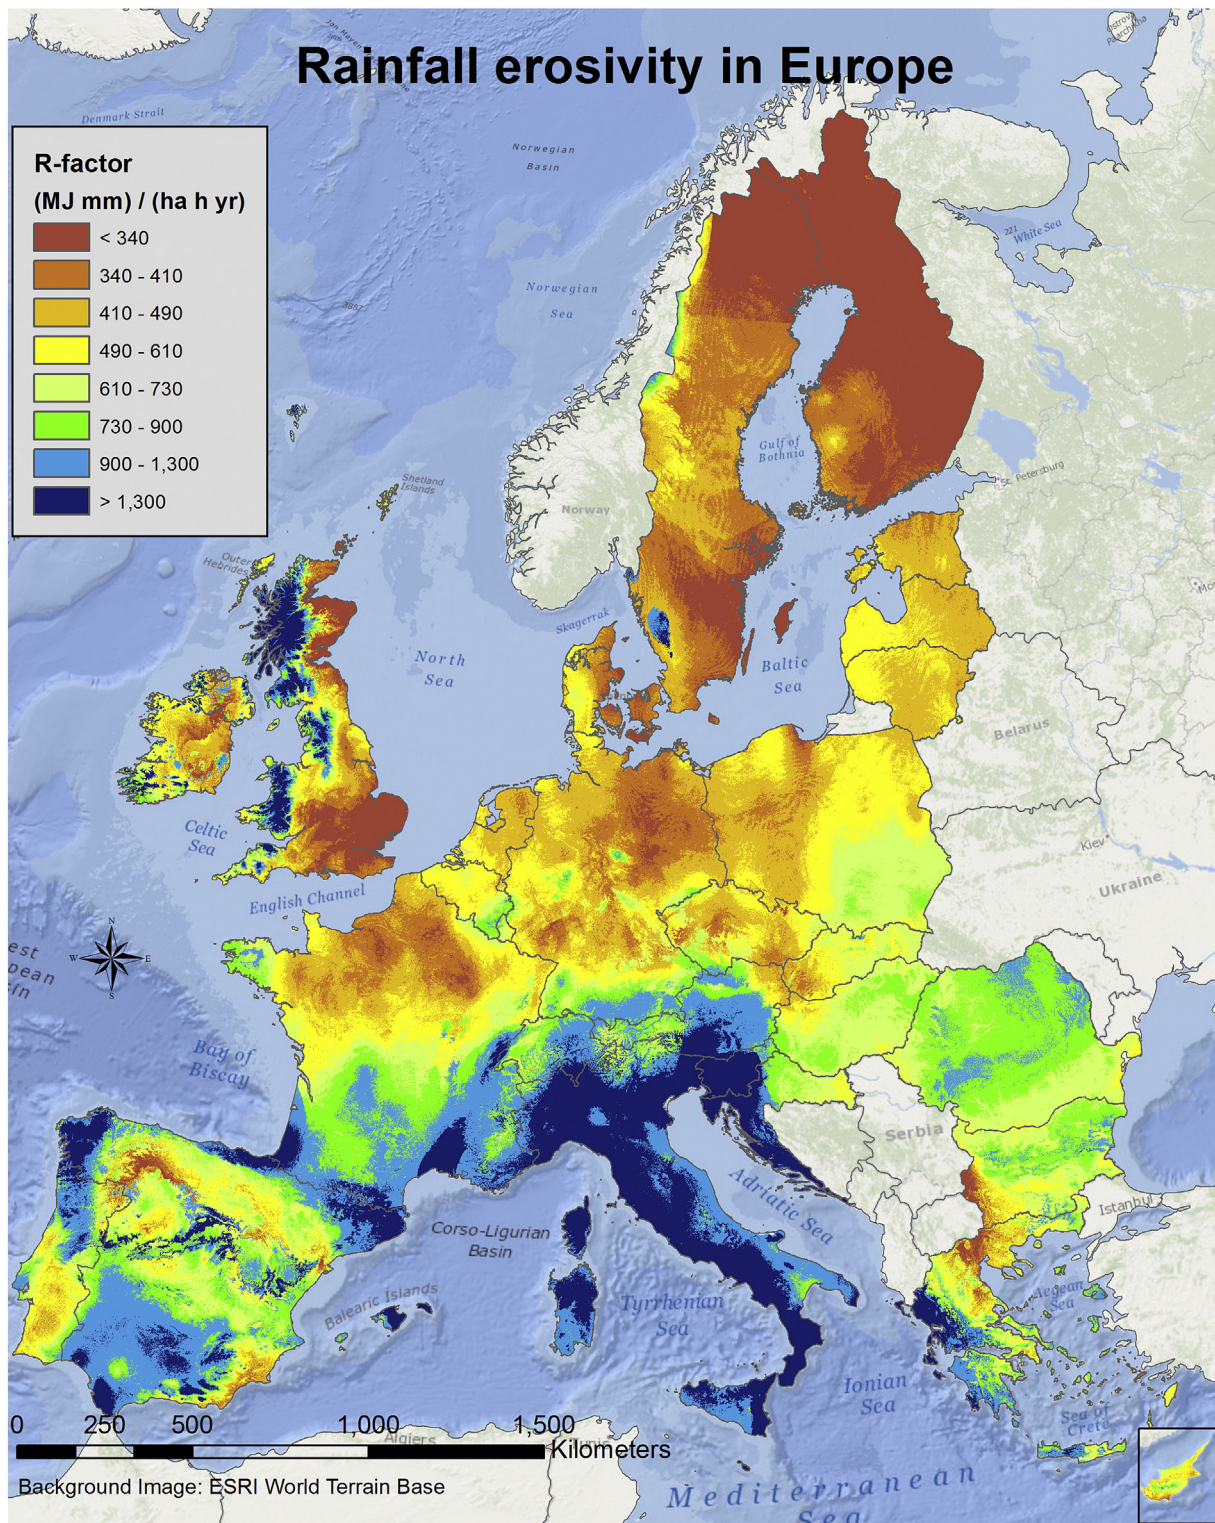 Rainfall erosivity in Europe
Denmark Strait
Norwegian
Basin
R-factor
(MJ mm) / (ha h yr)
< 340
340 - 410
410 - 490
490 - 610
610 - 730
730 - 900
900 - 1,300
> 1,300
221
White Sea
Norwegian
Sea
3867
Gulf of
Bothnia
St. Petersburg
Shetland
Islands
Norway
Outer
Hebrides
Skagerrak
North
Sea
Baltic
Sea
Belarus
Celtic
Sea
Kiev
Ukraine
English Channel
N
W
E
S
Bay of
Biscay
Serbia
Adriatic Sea
Istanbul
Corso-Ligurian
Basin
Balearic Islands
Tyrrhenian
Sea
Aegean
Sea
Ionian
Sea
Sea of
Crete
0 250 500 1,000 1,500
Kilometers
Algiers
Background Image: ESRI World Terrain Base
Mediterranean
Sea